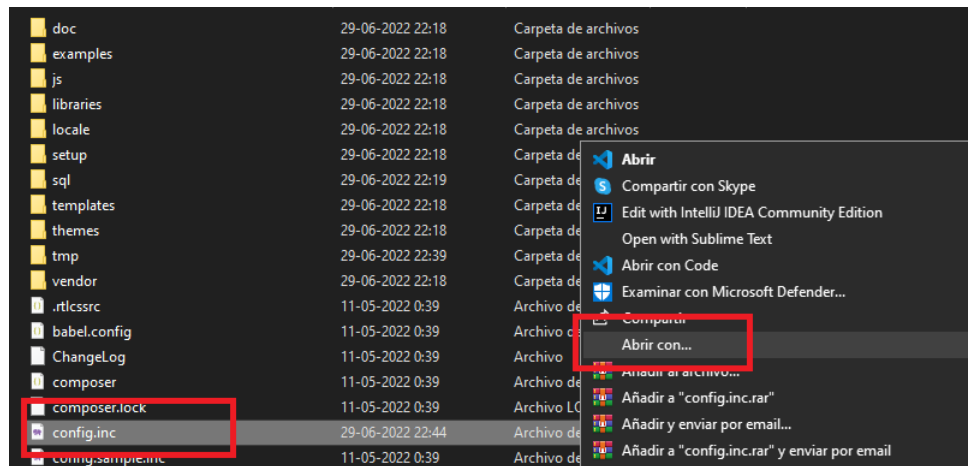 doc 29-06-2022 22:18 Carpeta de archivos
examples 29-06-2022 22:18 Carpeta de archivos
js 29-06-2022 22:18 Carpeta de archivos
libraries 29-06-2022 22:18 Carpeta de archivos
locale 29-06-2022 22:18 Carpeta de archivos
setup 29-06-2022 22:18 Carpeta de
sql 29-06-2022 22:19 Carpeta de
templates 29-06-2022 22:18 Carpeta de
themes 29-06-2022 22:18 Carpeta de
tmp 29-06-2022 22:39 Carpeta de
vendor 29-06-2022 22:18 Carpeta de
.rtlcssrc 11-05-2022 0:39 Archivo de
babel.config 11-05-2022 0:39 Archivo de
ChangeLog 11-05-2022 0:39 Archivo
composer 11-05-2022 0:39 Archivo de
composer.lock 11-05-2022 0:39 Archivo LO
config.inc 29-06-2022 22:44 Archivo de
config.sample.inc 11-05-2022 0:39 Archivo de
Abrir
Compartir con Skype
Edit with IntelliJ IDEA Community Edition
Open with Sublime Text
Abrir con Code
Examinar con Microsoft Defender...
Compartir
Abrir con...
Añadir al archivo...
Añadir a "config.inc.rar"
Añadir y enviar por email...
Añadir a "config.inc.rar" y enviar por email